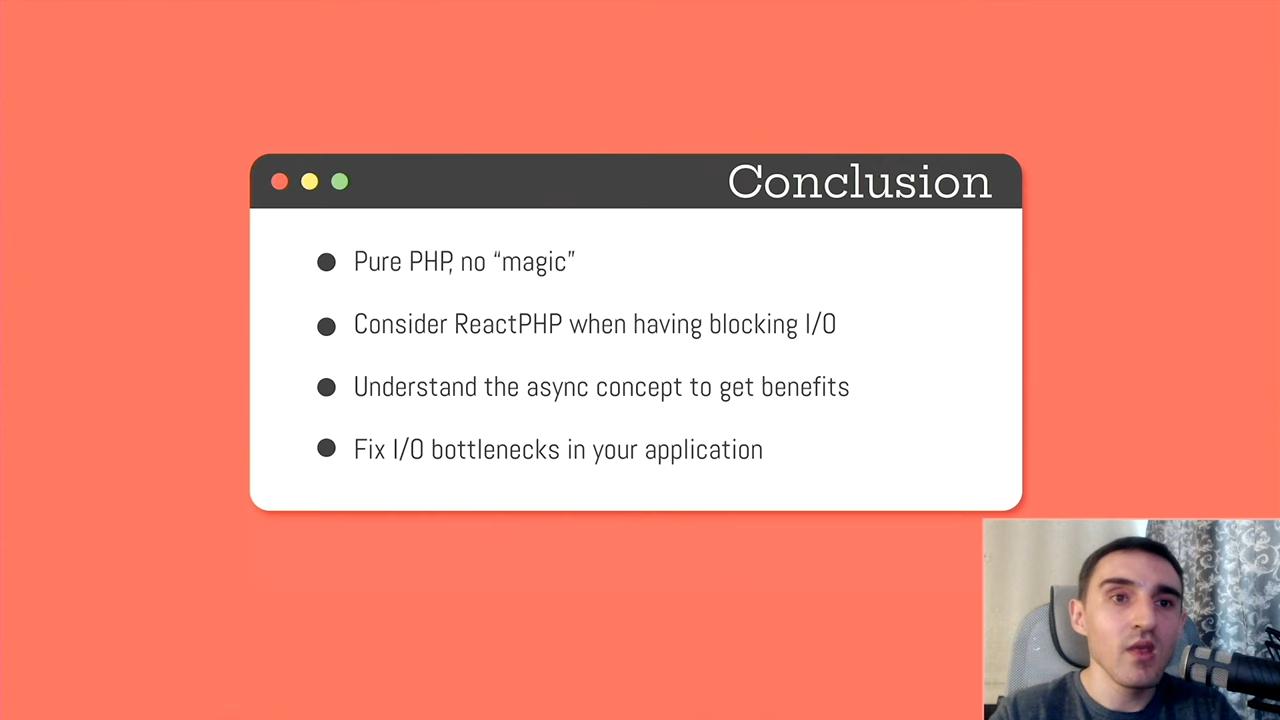 Conclusion
Pure PHP, no “magic”
Consider ReactPHP when having blocking I/O
Understand the async concept to get benefits
Fix I/O bottlenecks in your application